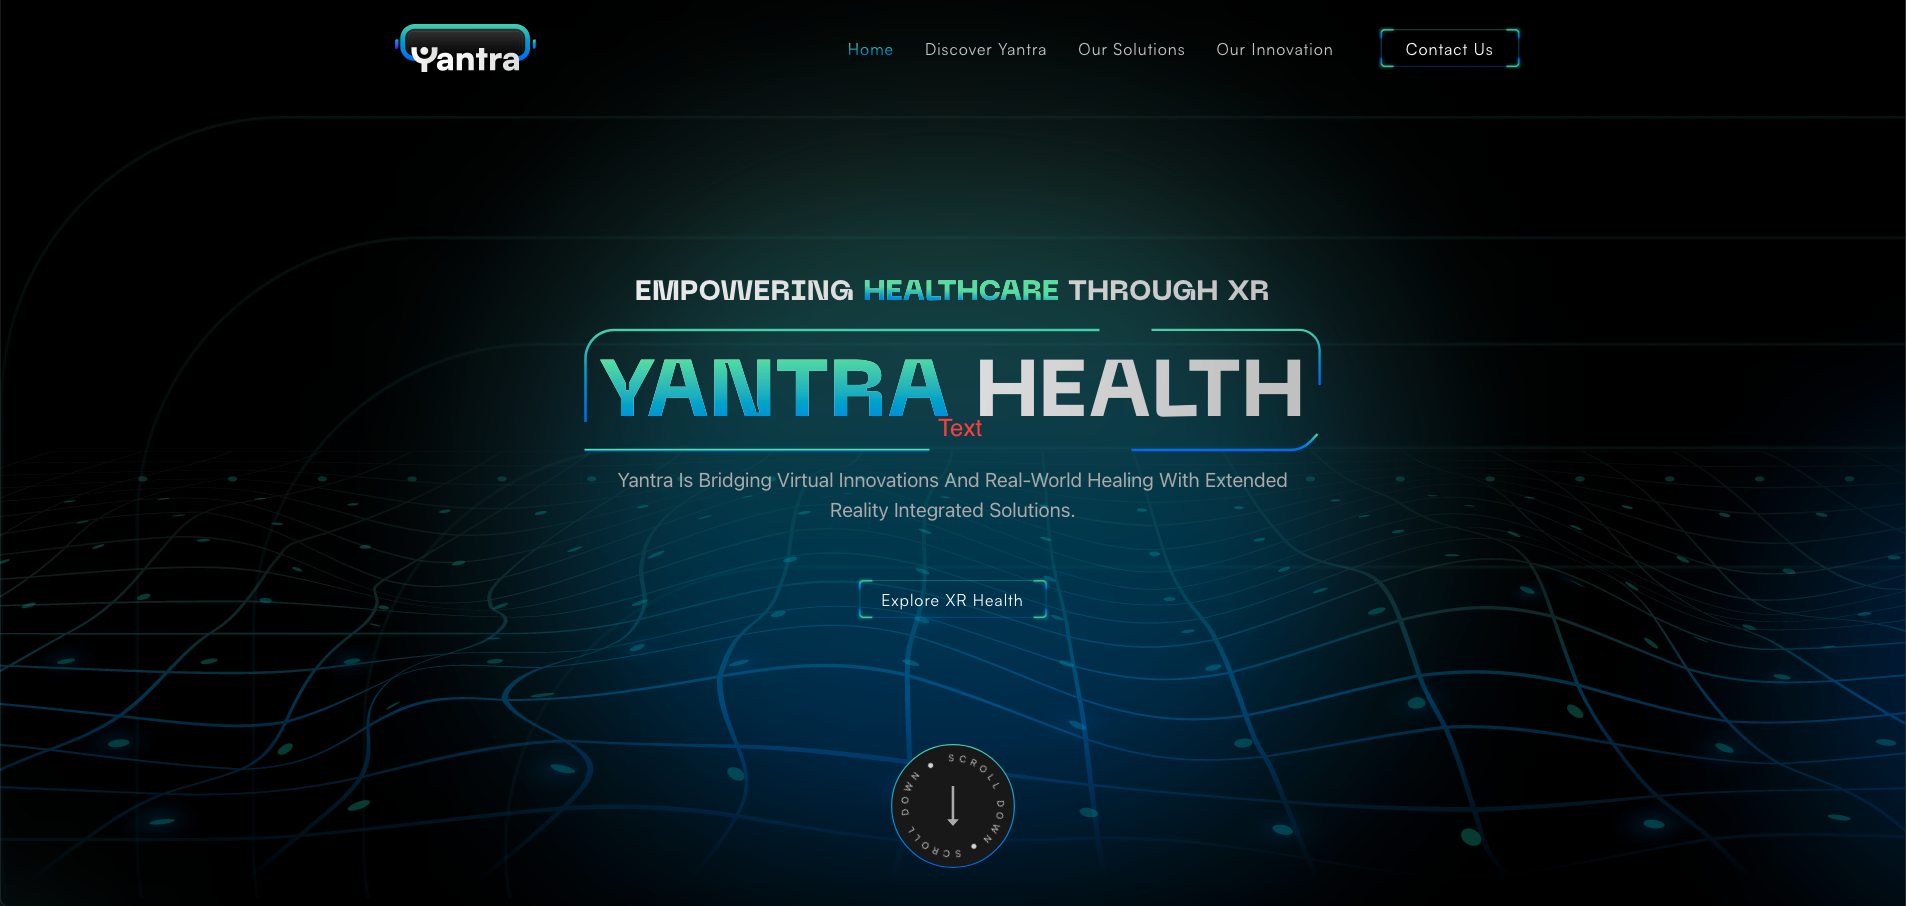 Yantra
Home
Discover Yantra
Our Solutions
Our Innovation
Contact Us
EMPOWERING HEALTHCARE THROUGH XR
YANTRA HEALTH
Text
Yantra Is Bridging Virtual Innovations And Real-World Healing With Extended
Reality Integrated Solutions.
Explore XR Health
SCROLL DOWN • SCROLL DOWN •